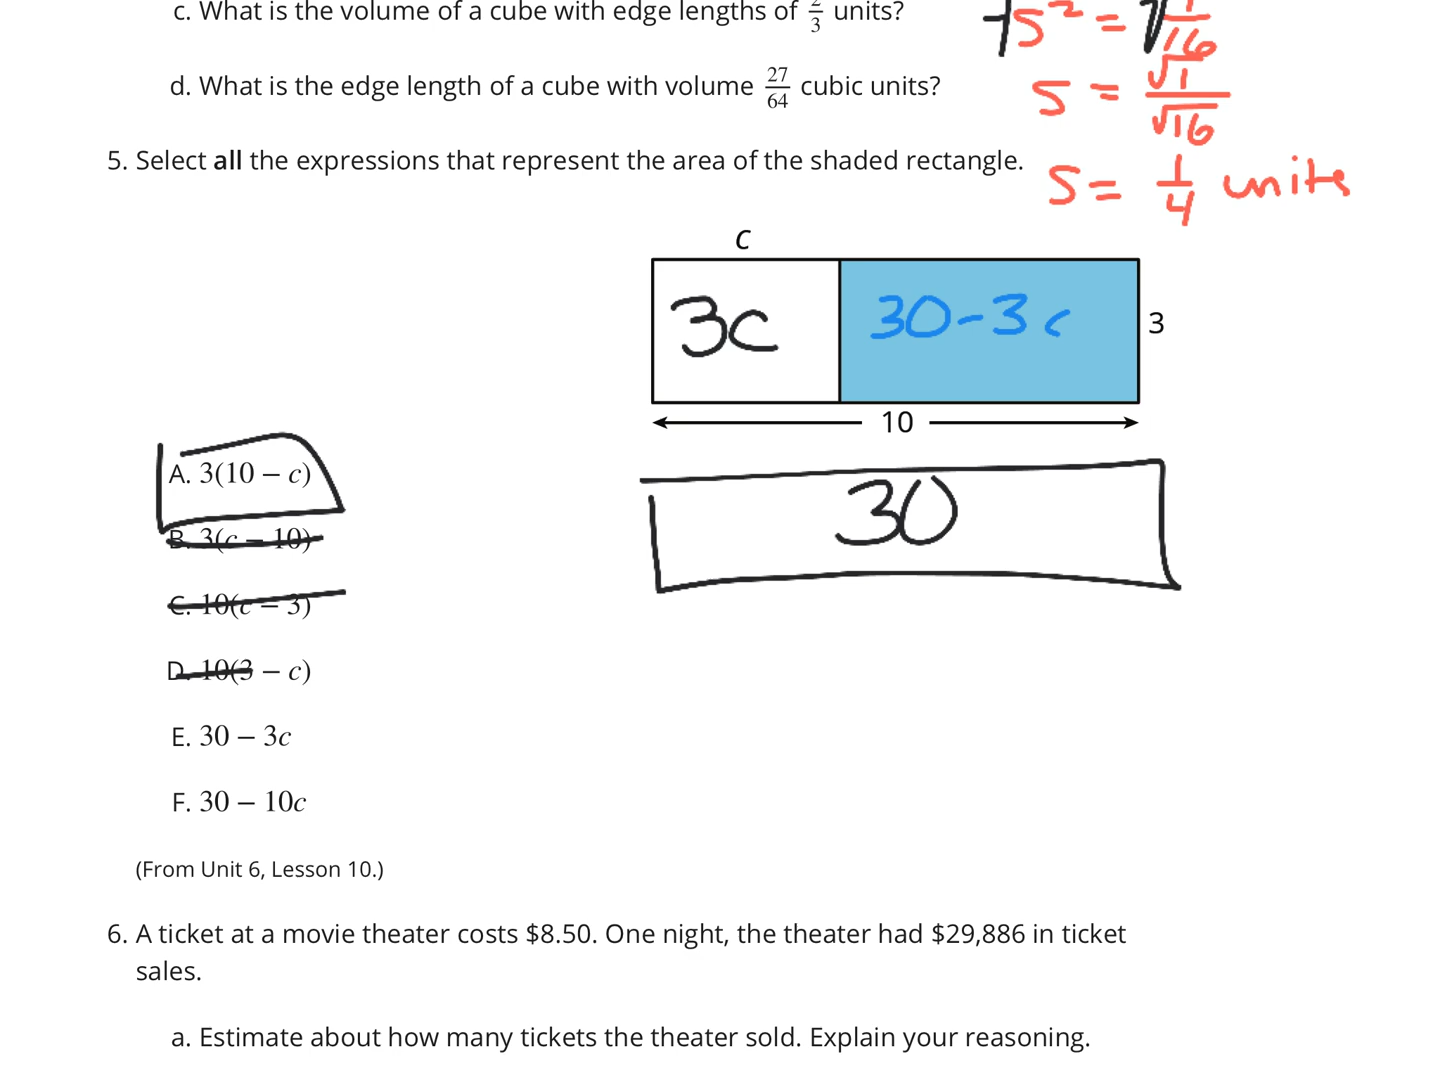 c. What is the volume of a cube with edge lengths of 2/3 units?
s² = √1/16
d. What is the edge length of a cube with volume 27/64 cubic units?
s = √1/√16
5. Select all the expressions that represent the area of the shaded rectangle.
s = 1/4 units
c
3c
30-3c
3
10
30
A. 3(10 – c)
B. 3(c – 10)
C. 10(c – 3)
D. 10(3 – c)
E. 30 – 3c
F. 30 – 10c
(From Unit 6, Lesson 10.)
6. A ticket at a movie theater costs $8.50. One night, the theater had $29,886 in ticket
sales.
a. Estimate about how many tickets the theater sold. Explain your reasoning.